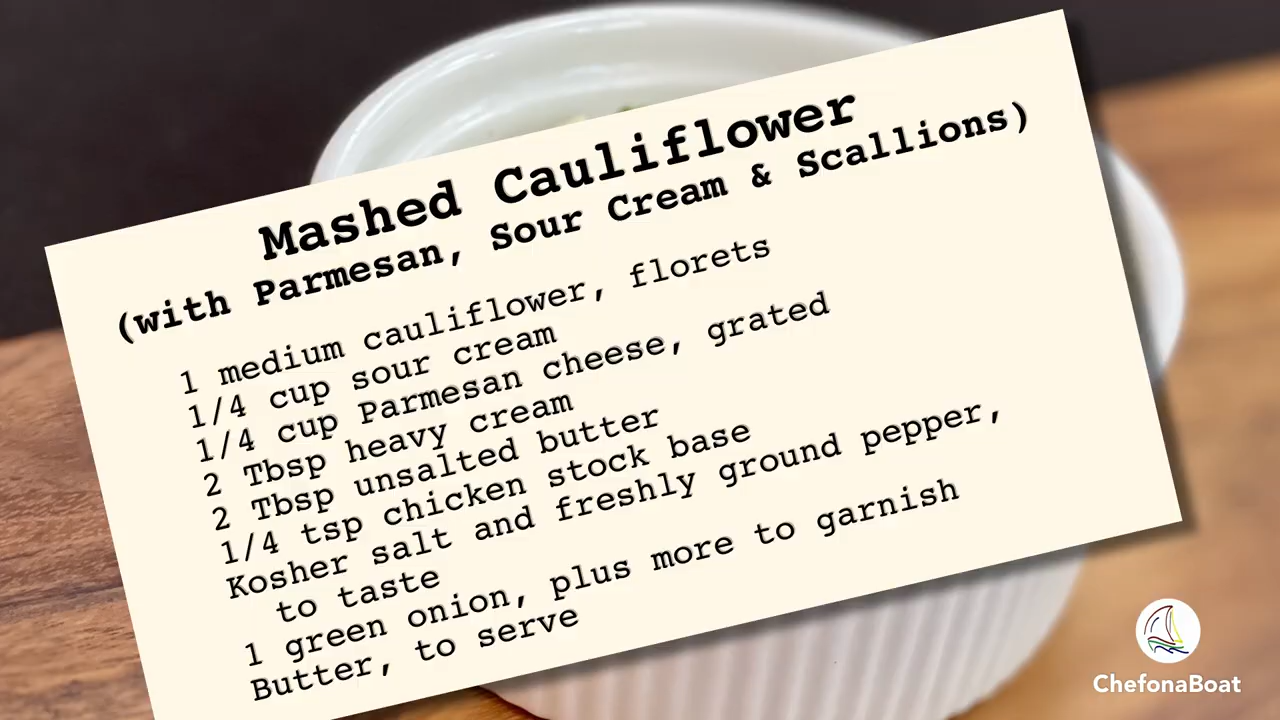 Mashed Cauliflower
(with Parmesan, Sour Cream & Scallions)
1 medium cauliflower, florets
1/4 cup sour cream
1/4 cup Parmesan cheese, grated
2 Tbsp heavy cream
2 Tbsp unsalted butter
1/4 tsp chicken stock base
Kosher salt and freshly ground pepper,
to taste
1 green onion, plus more to garnish
Butter, to serve
ChefonaBoat